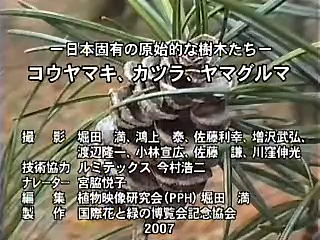 －日本固有の原始的な樹木たち－
コウヤマキ、カツラ、ヤマグルマ
撮　影　堀田　満、鴻上　泰、佐藤利幸、増沢武弘、
渡辺隆一、小林宣広、佐藤　謙、川窪伸光
技術協力　ルミテックス　今村浩二
ナレーター　宮脇悦子
編　集　植物映像研究会(PPH)　堀田　満
製　作　国際花と緑の博覧会記念協会
2007